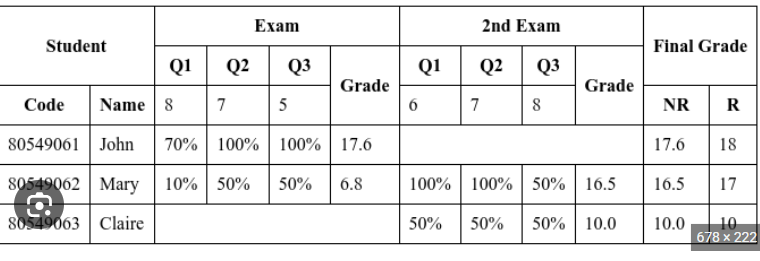 Student Exam 2nd Exam Final Grade
Q1 Q2 Q3 Grade Q1 Q2 Q3 Grade
Code Name 8 7 5 6 7 8 NR R
80549061 John 70% 100% 100% 17.6 17.6 18
80549062 Mary 10% 50% 50% 6.8 100% 100% 50% 16.5 16.5 17
80549063 Claire 50% 50% 50% 10.0 10.0 10
678 × 222